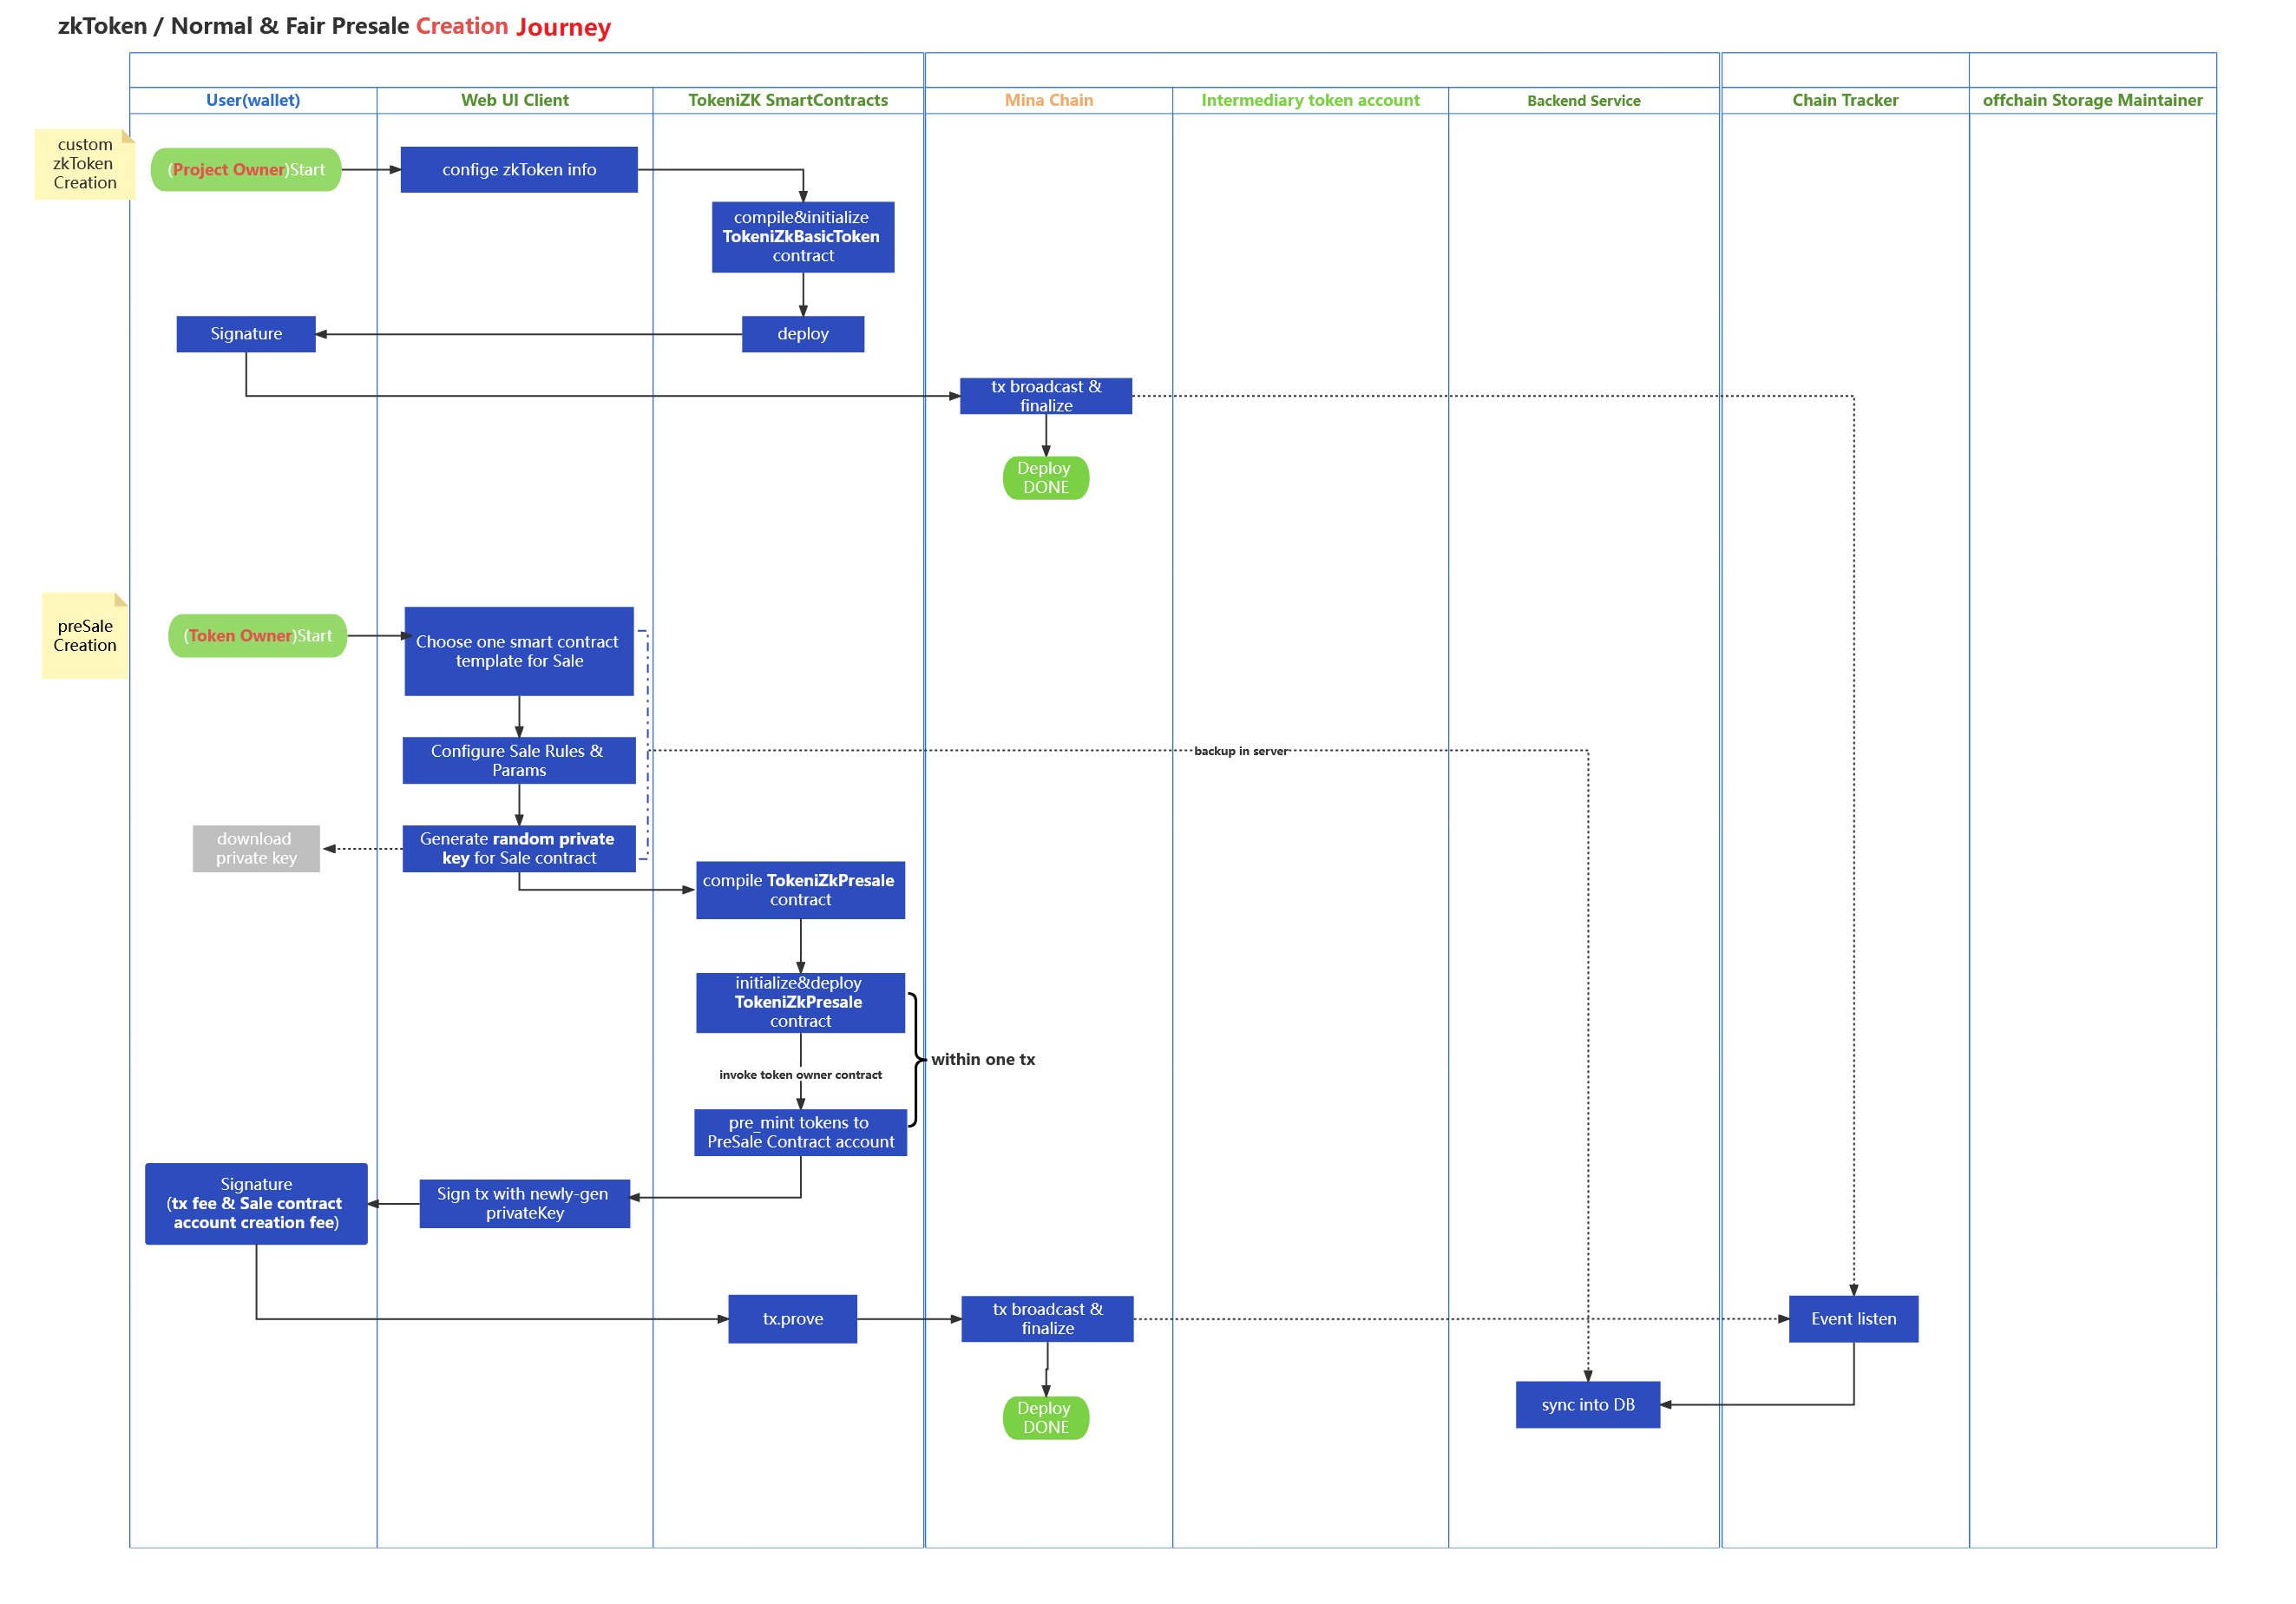 zkToken / Normal & Fair Presale Creation Journey
User(wallet)
Web UI Client
TokeniZK SmartContracts
Mina Chain
Intermediary token account
Backend Service
Chain Tracker
offchain Storage Maintainer
custom
zkToken
Creation
(Project Owner)Start
confige zkToken info
compile&initialize
TokeniZkBasicToken
contract
Signature
deploy
tx broadcast &
finalize
Deploy
DONE
preSale
Creation
(Token Owner)Start
Choose one smart contract
template for Sale
Configure Sale Rules &
Params
backup in server
download
private key
Generate random private
key for Sale contract
compile TokeniZkPresale
contract
initialize&deploy
TokeniZkPresale
contract
within one tx
invoke token owner contract
pre_mint tokens to
PreSale Contract account
Signature
(tx fee & Sale contract
account creation fee)
Sign tx with newly-gen
privateKey
tx.prove
tx broadcast &
finalize
Event listen
Deploy
DONE
sync into DB